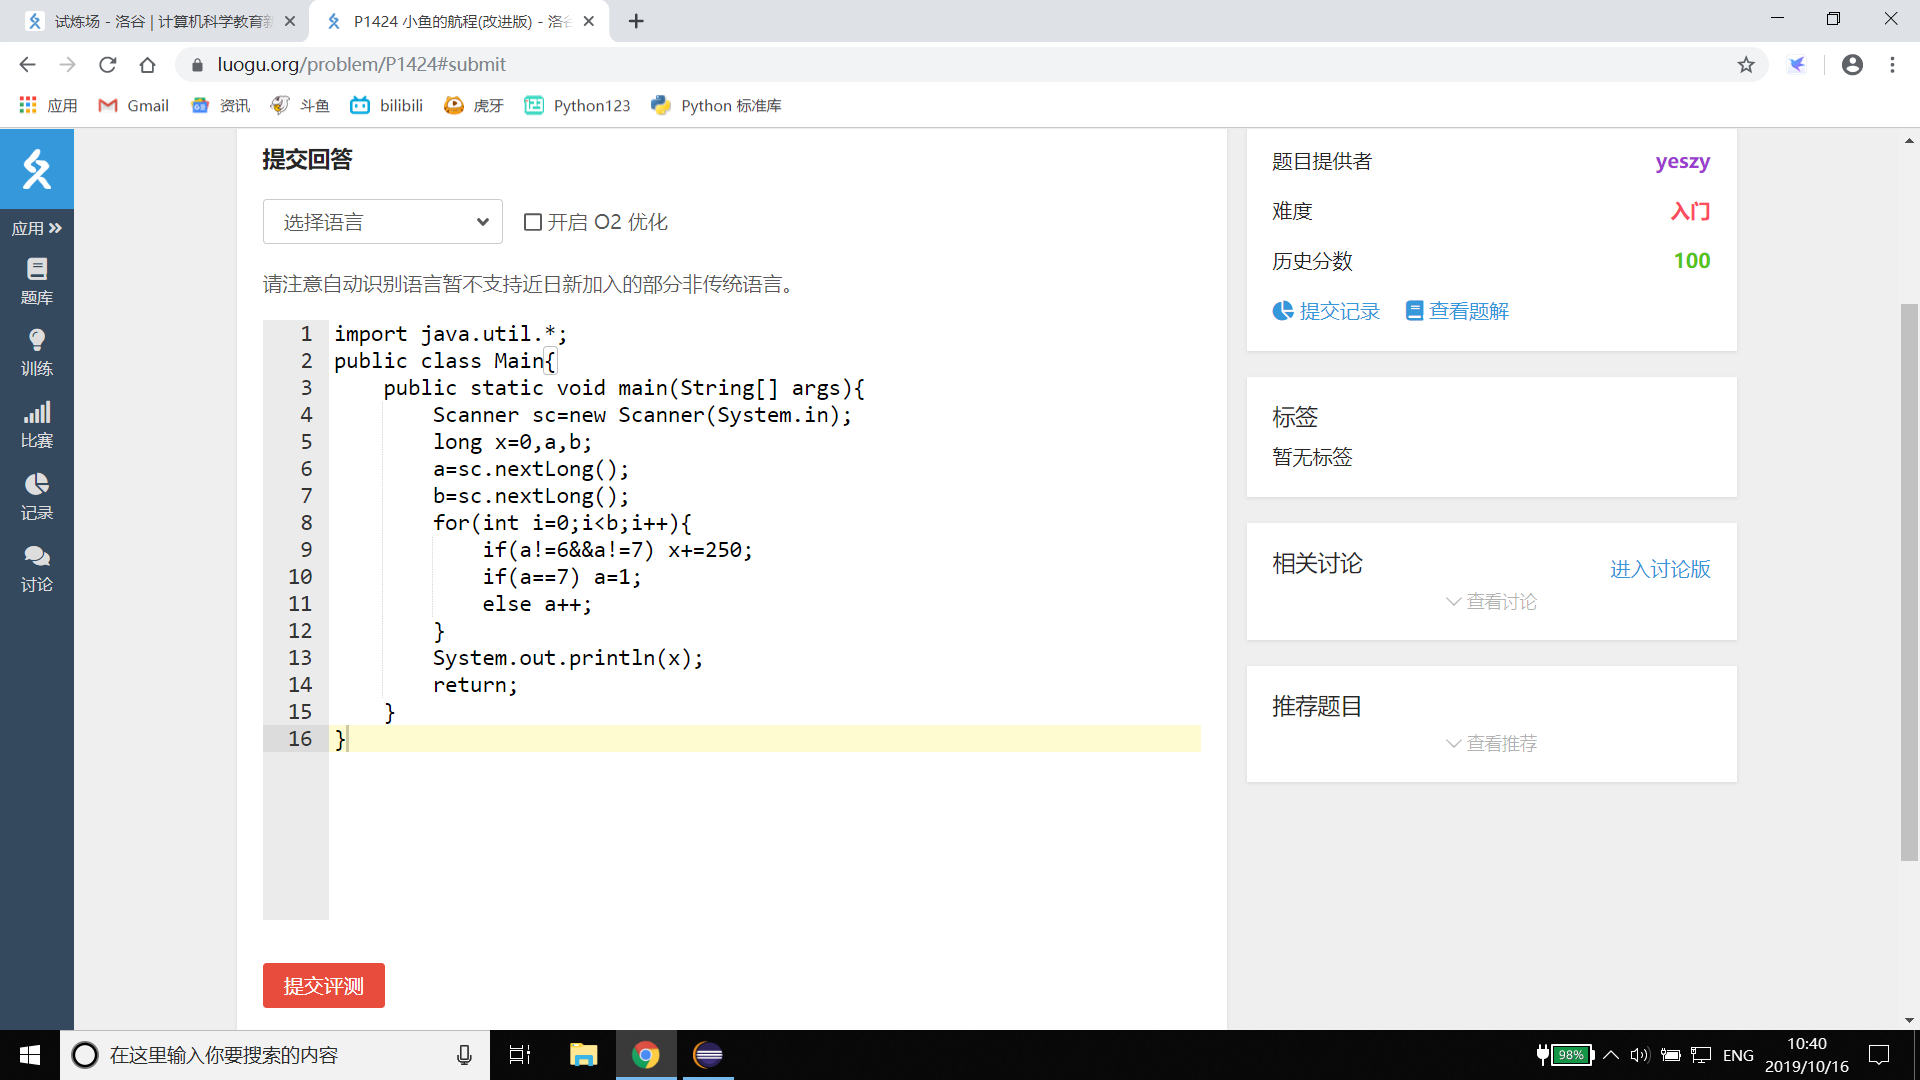 试炼场 - 洛谷 | 计算机科学教育新
P1424 小鱼的航程(改进版) - 洛谷
luogu.org/problem/P1424#submit
应用 Gmail 资讯 斗鱼 bilibili 虎牙 Python123 Python 标准库
应用
题库
训练
比赛
记录
讨论
提交回答
选择语言 开启 O2 优化
请注意自动识别语言暂不支持近日新加入的部分非传统语言。
1 import java.util.*;
2 public class Main{
3 public static void main(String[] args){
4 Scanner sc=new Scanner(System.in);
5 long x=0,a,b;
6 a=sc.nextLong();
7 b=sc.nextLong();
8 for(int i=0;i<b;i++){
9 if(a!=6&&a!=7) x+=250;
10 if(a==7) a=1;
11 else a++;
12 }
13 System.out.println(x);
14 return;
15 }
16 }
提交评测
题目提供者 yeszy
难度 入门
历史分数 100
提交记录 查看题解
标签
暂无标签
相关讨论 进入讨论版
查看讨论
推荐题目
查看推荐
在这里输入你要搜索的内容
98% ENG
10:40
2019/10/16